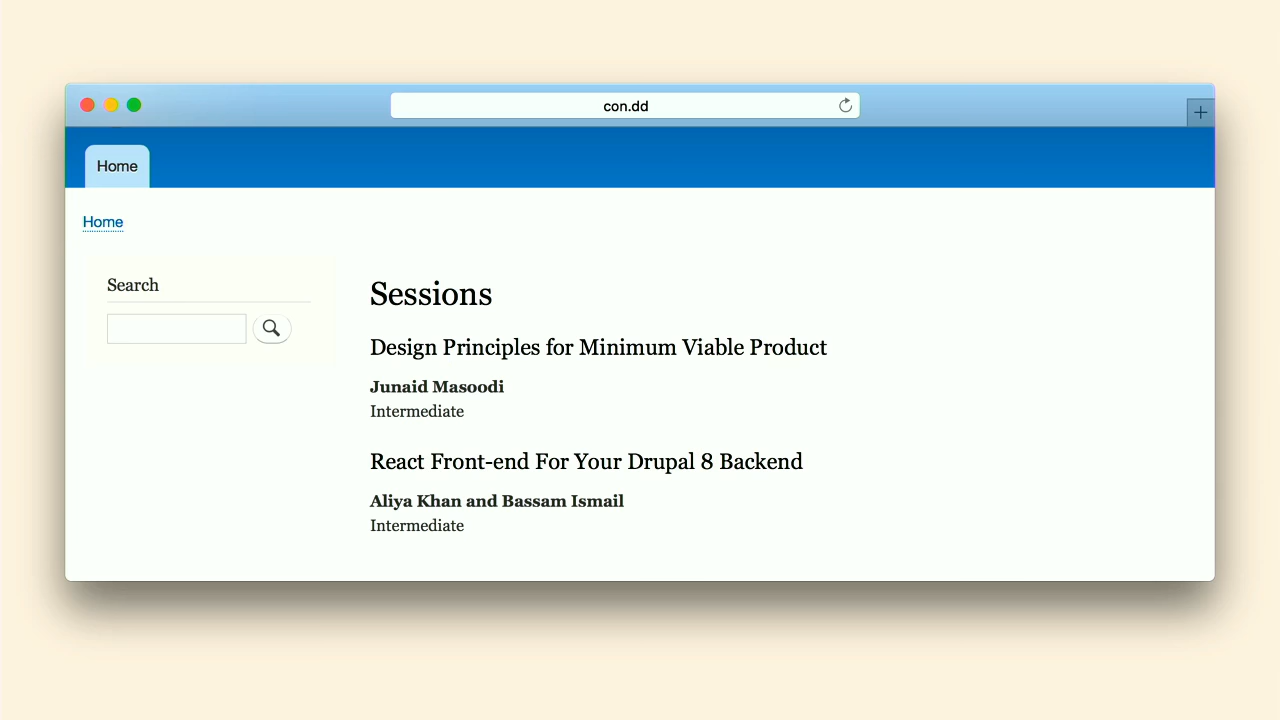 con.dd
Home
Home
Search
Sessions
Design Principles for Minimum Viable Product
Junaid Masoodi
Intermediate
React Front-end For Your Drupal 8 Backend
Aliya Khan and Bassam Ismail
Intermediate